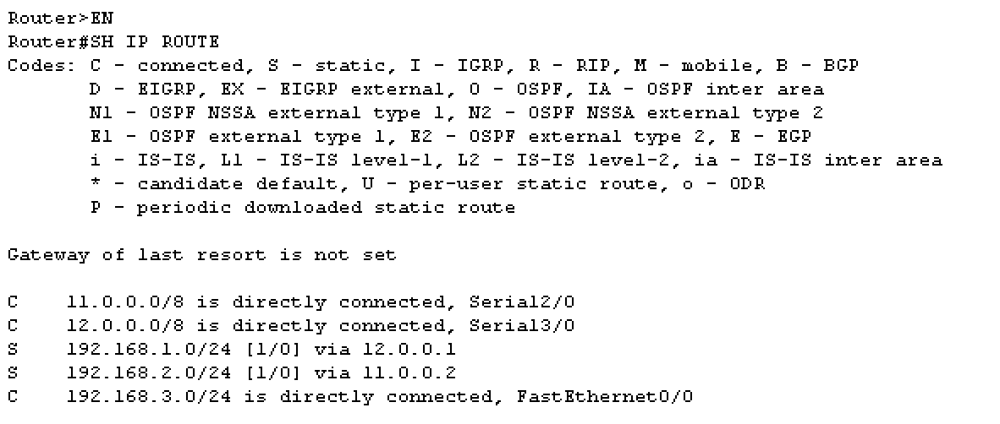 Router>EN
Router#SH IP ROUTE
Codes: C - connected, S - static, I - IGRP, R - RIP, M - mobile, B - BGP
       D - EIGRP, EX - EIGRP external, O - OSPF, IA - OSPF inter area
       N1 - OSPF NSSA external type 1, N2 - OSPF NSSA external type 2
       E1 - OSPF external type 1, E2 - OSPF external type 2, E - EGP
       i - IS-IS, L1 - IS-IS level-1, L2 - IS-IS level-2, ia - IS-IS inter area
       * - candidate default, U - per-user static route, o - ODR
       P - periodic downloaded static route
Gateway of last resort is not set
C    11.0.0.0/8 is directly connected, Serial2/0
C    12.0.0.0/8 is directly connected, Serial3/0
S    192.168.1.0/24 [1/0] via 12.0.0.1
S    192.168.2.0/24 [1/0] via 11.0.0.2
C    192.168.3.0/24 is directly connected, FastEthernet0/0